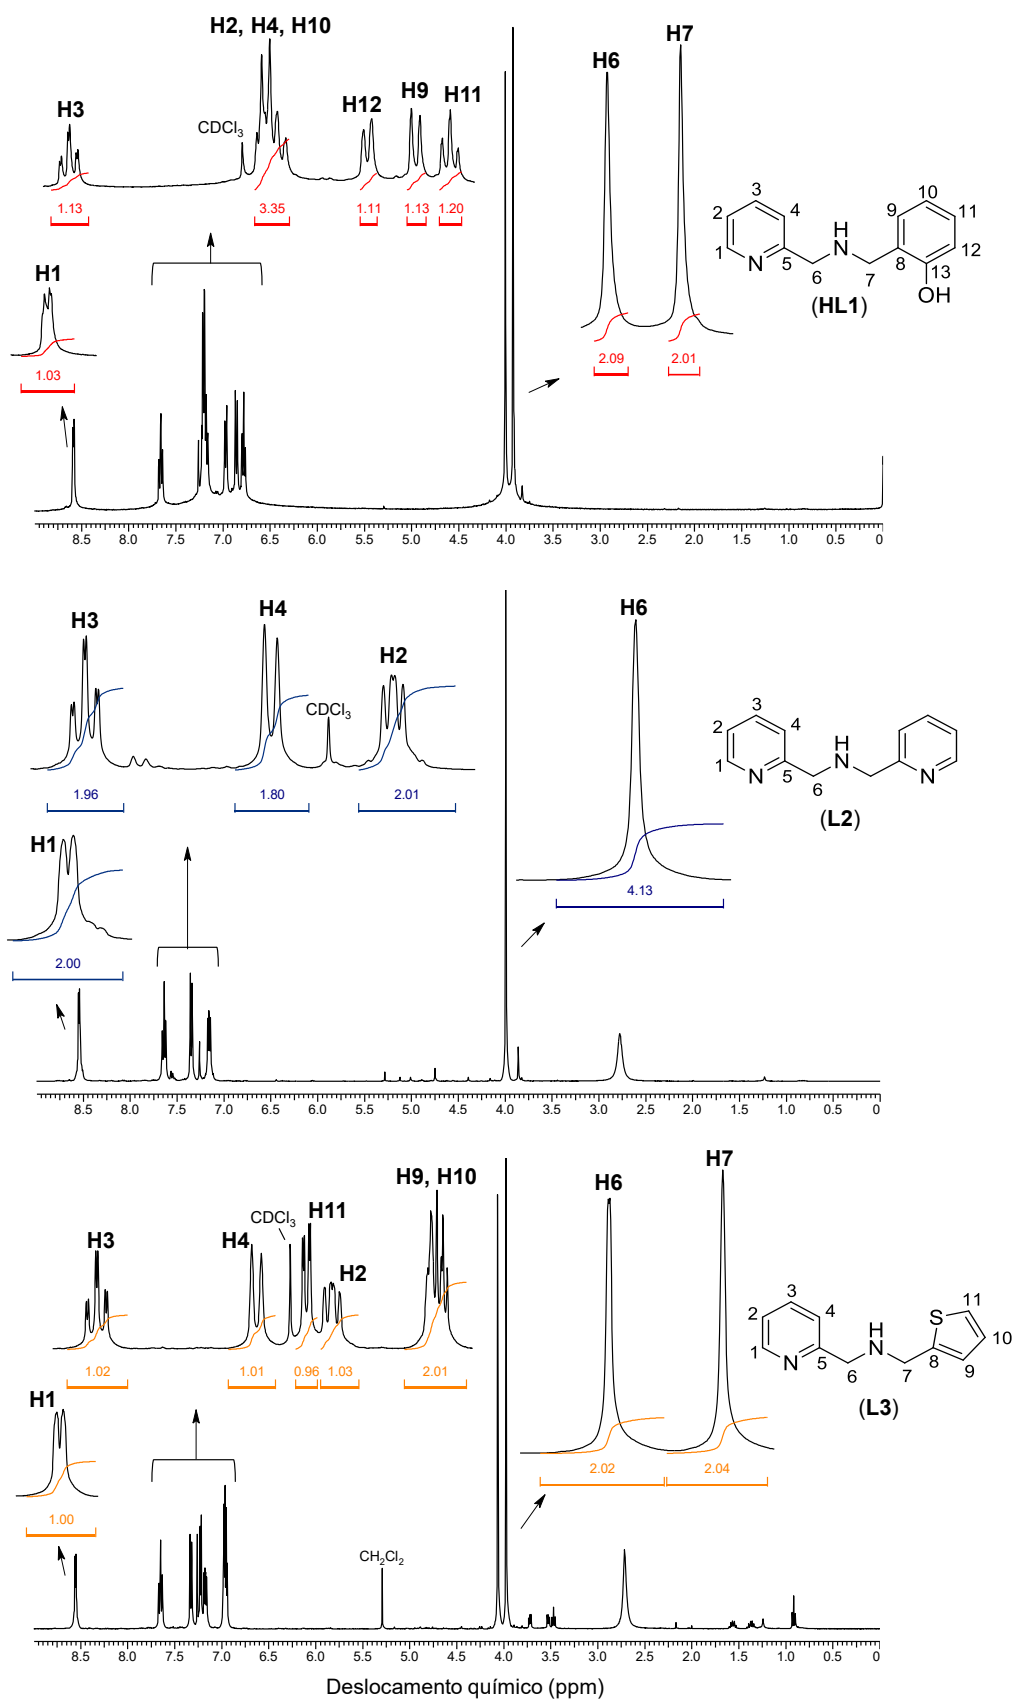 H2, H4, H10
H3
CDCl3
H12
H9
H11
1.13
3.35
1.11
1.13
1.20
H1
1.03
H6
H7
2.09
2.01
3
2
4
1
N
5
6
H
N
7
8
9
10
11
12
13
OH
(HL1)
8.5 8.0 7.5 7.0 6.5 6.0 5.5 5.0 4.5 4.0 3.5 3.0 2.5 2.0 1.5 1.0 0.5 0
H3
H4
CDCl3
H2
1.96
1.80
2.01
H1
2.00
H6
4.13
3
2
4
1
N
5
6
H
N
N
(L2)
8.5 8.0 7.5 7.0 6.5 6.0 5.5 5.0 4.5 4.0 3.5 3.0 2.5 2.0 1.5 1.0 0.5 0
H3
H4
CDCl3
H11
H2
H9, H10
1.02
1.01
0.96
1.03
2.01
H1
1.00
H6
H7
2.02
2.04
3
2
4
1
N
5
6
H
N
7
8
S
11
10
9
(L3)
CH2Cl2
8.5 8.0 7.5 7.0 6.5 6.0 5.5 5.0 4.5 4.0 3.5 3.0 2.5 2.0 1.5 1.0 0.5 0
Deslocamento químico (ppm)